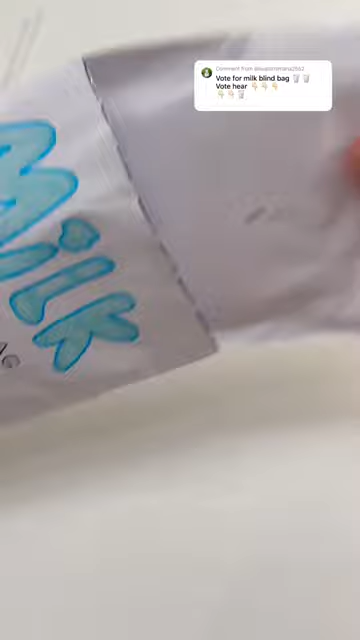 Vote for milk blind bag 🥛 🥛
Vote hear 👇🏻 👇🏻 👇🏻
👇🏻 👇🏻 🥛
Milk